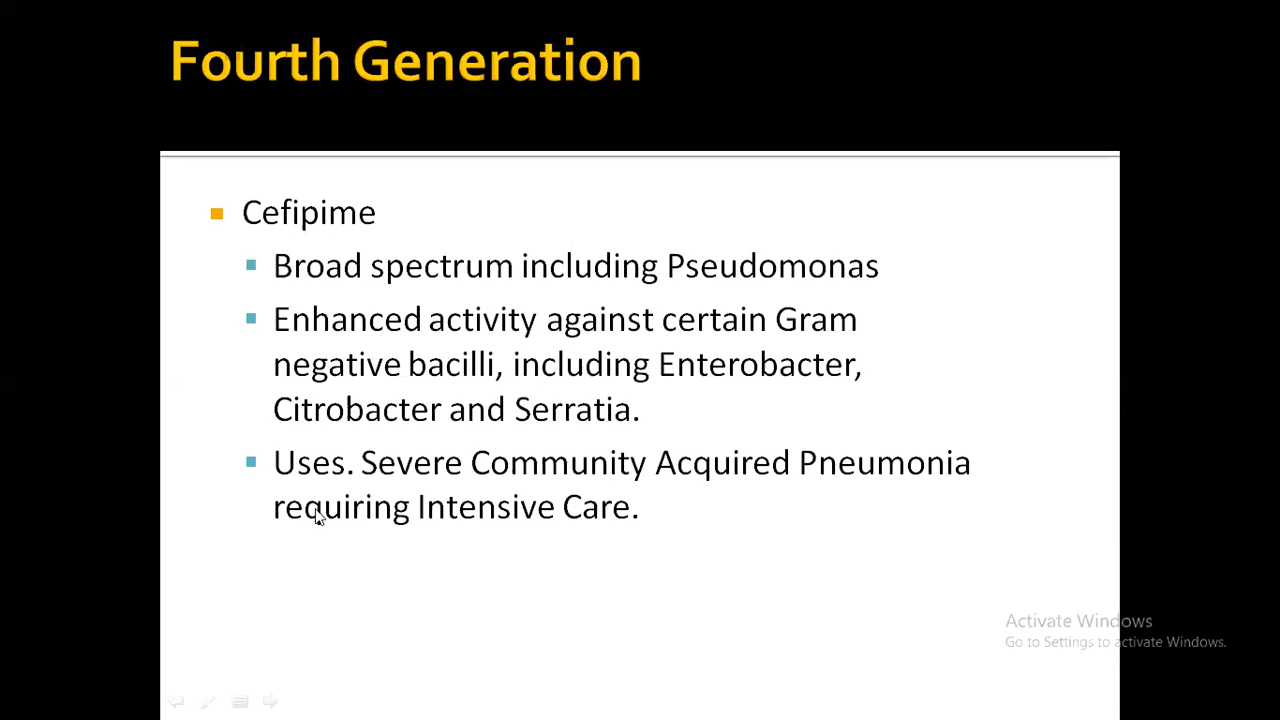 Fourth Generation
Cefipime
Broad spectrum including Pseudomonas
Enhanced activity against certain Gram
negative bacilli, including Enterobacter,
Citrobacter and Serratia.
Uses. Severe Community Acquired Pneumonia
requiring Intensive Care.
Activate Windows
Go to Settings to activate Windows.